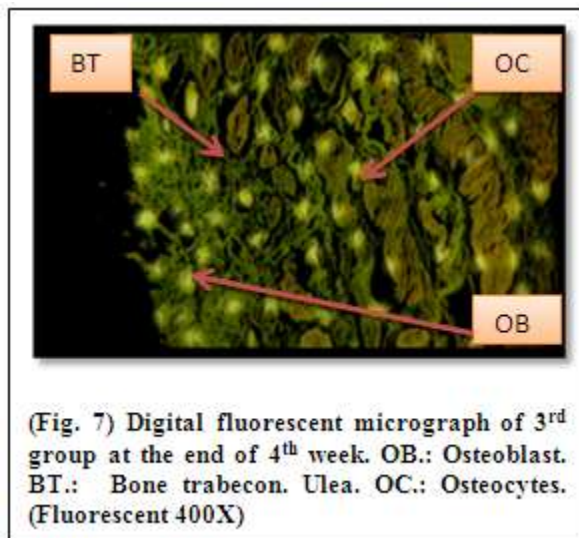 BT
OC
OB
(Fig. 7) Digital fluorescent micrograph of 3rd
group at the end of 4th week. OB.: Osteoblast.
BT.: Bone trabecon. Ulea. OC.: Osteocytes.
(Fluorescent 400X)